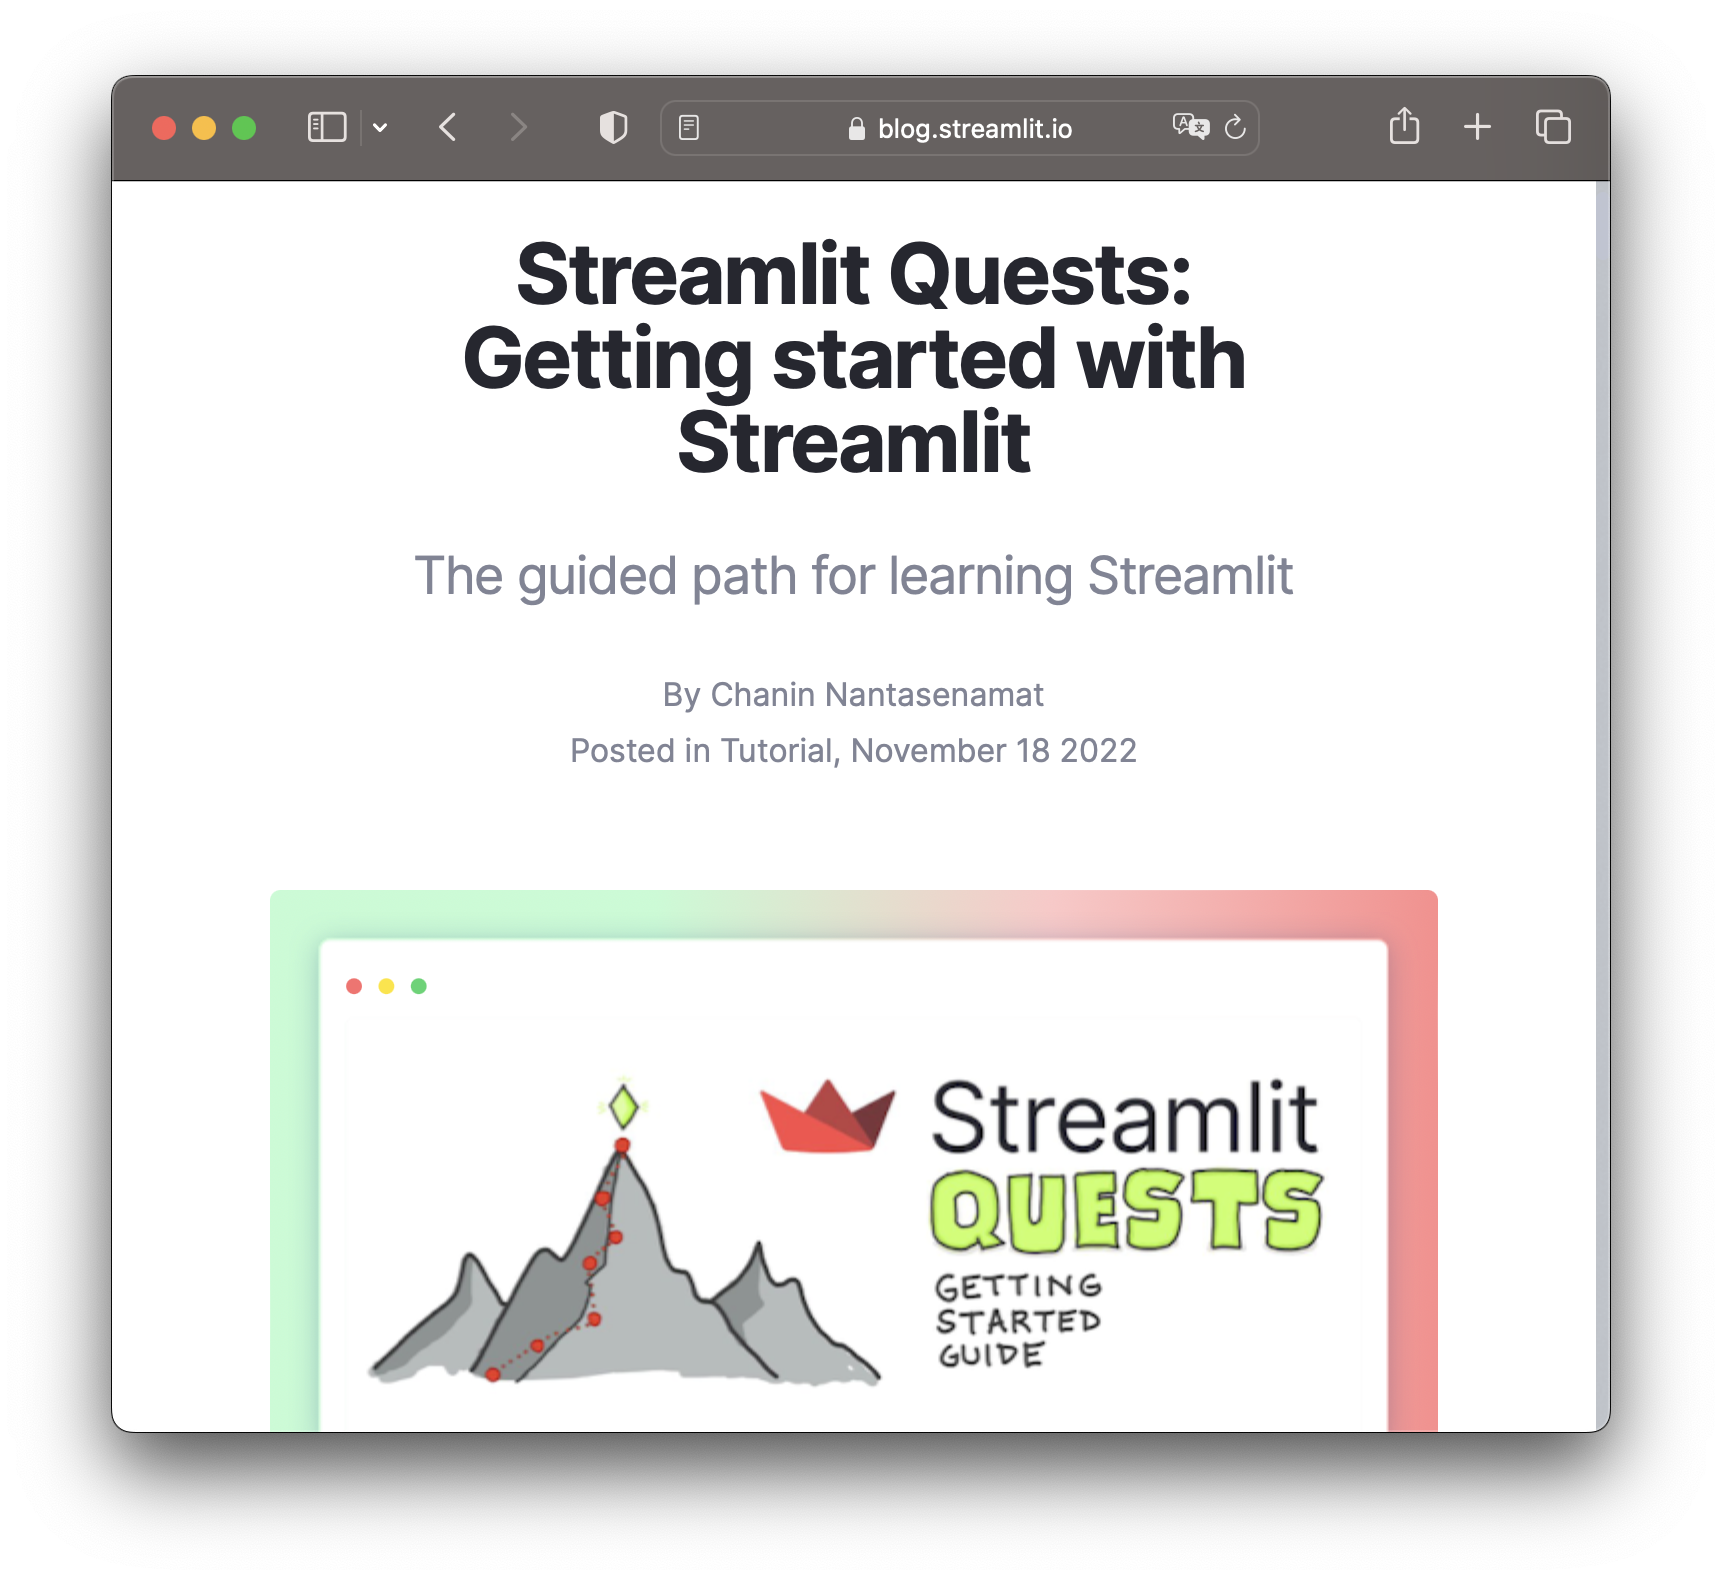 blog.streamlit.io
Streamlit Quests:
Getting started with
Streamlit
The guided path for learning Streamlit
By Chanin Nantasenamat
Posted in Tutorial, November 18 2022
Streamlit
QUESTS
GETTING
STARTED
GUIDE